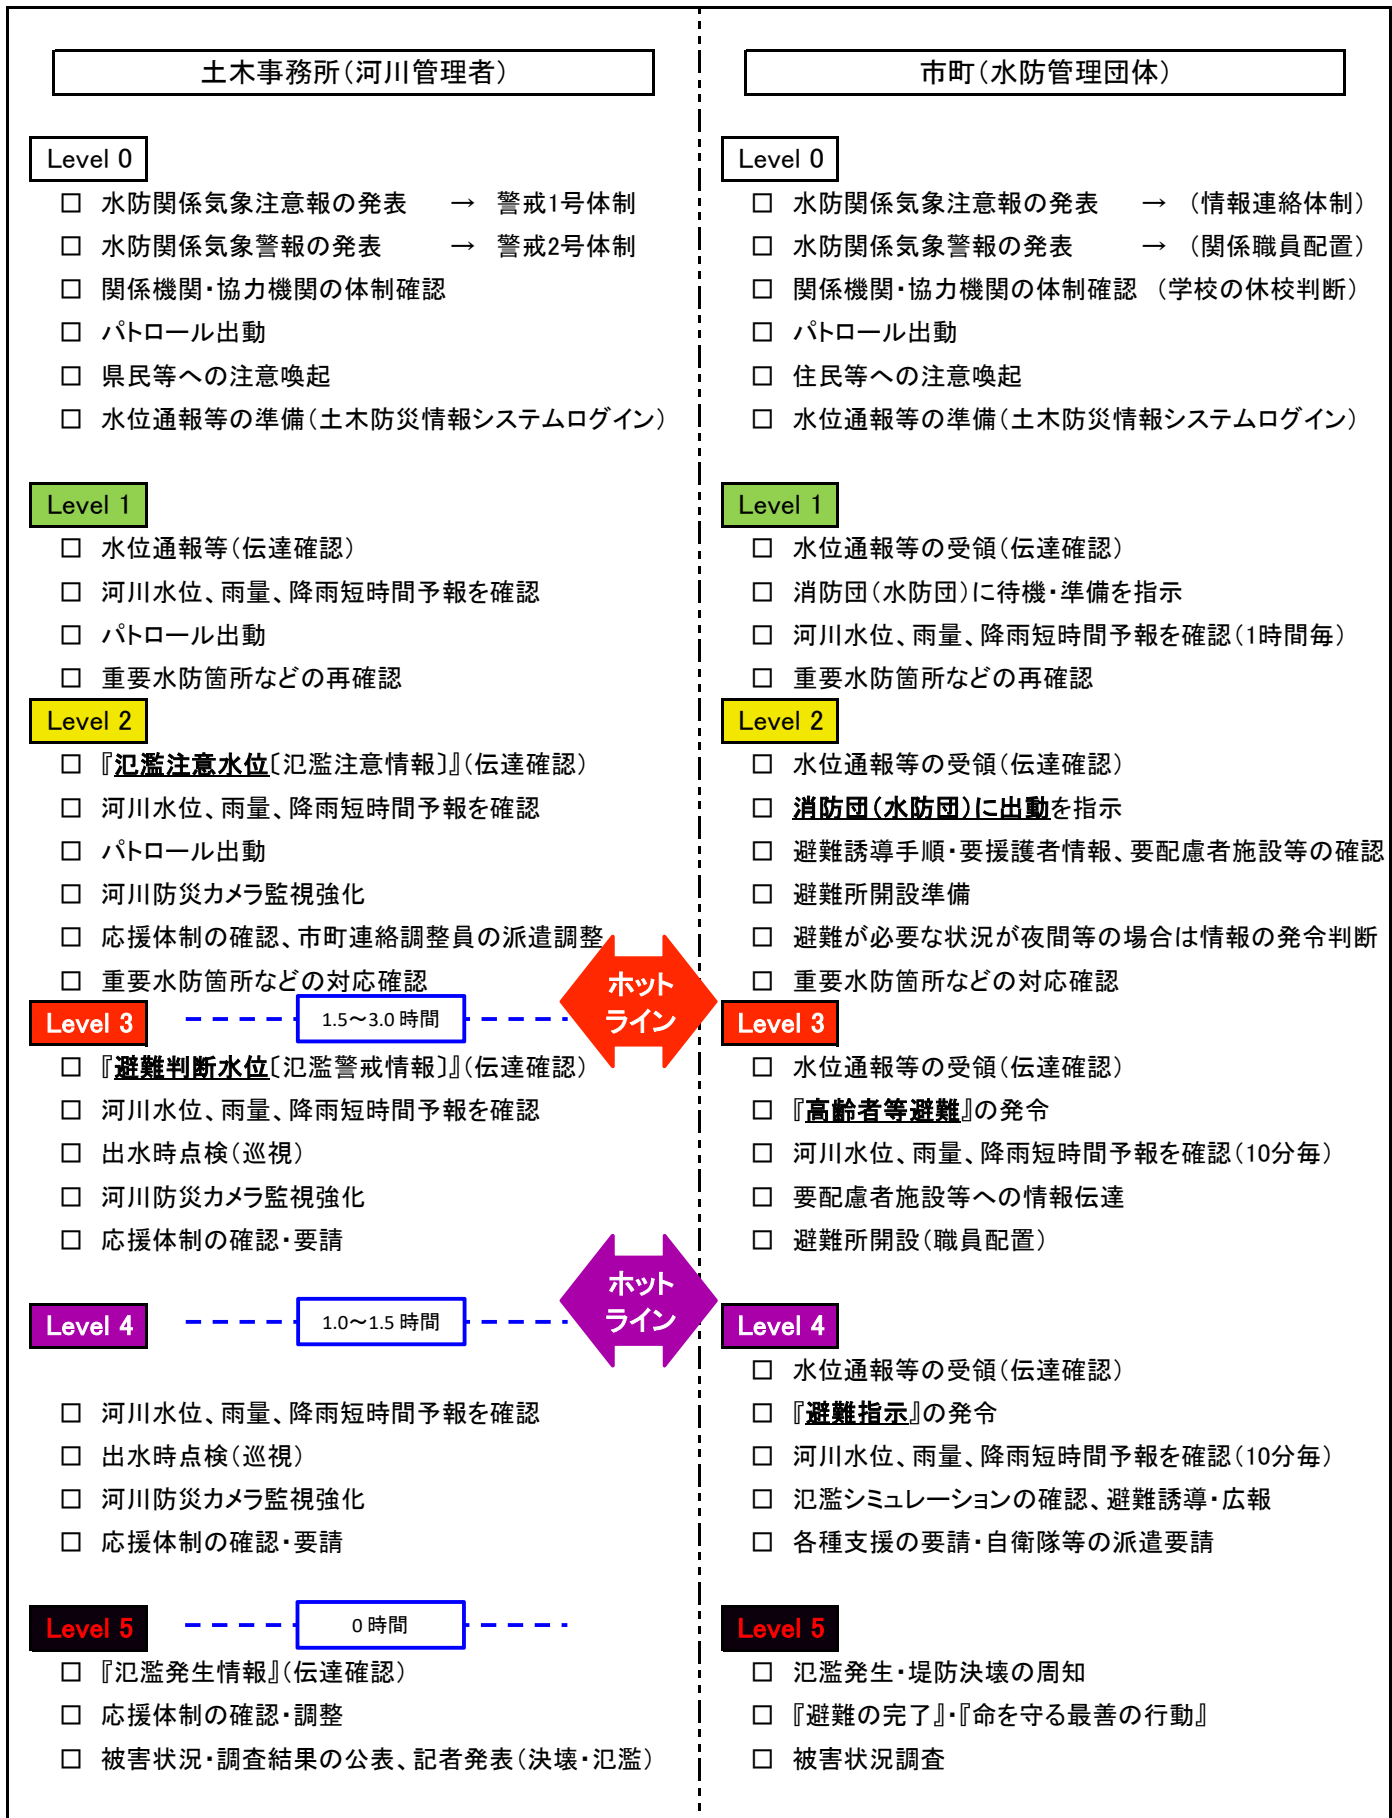 土木事務所(河川管理者)
Level 0
□ 水防関係気象注意報の発表 → 警戒1号体制
□ 水防関係気象警報の発表 → 警戒2号体制
□ 関係機関・協力機関の体制確認
□ パトロール出動
□ 県民等への注意喚起
□ 水位通報等の準備(土木防災情報システムログイン)
Level 1
□ 水位通報等(伝達確認)
□ 河川水位、雨量、降雨短時間予報を確認
□ パトロール出動
□ 重要水防箇所などの再確認
Level 2
□ 『氾濫注意水位〔氾濫注意情報〕』(伝達確認)
□ 河川水位、雨量、降雨短時間予報を確認
□ パトロール出動
□ 河川防災カメラ監視強化
□ 応援体制の確認、市町連絡調整員の派遣調整
□ 重要水防箇所などの対応確認
Level 3
1.5～3.0 時間
□ 『避難判断水位〔氾濫警戒情報〕』(伝達確認)
□ 河川水位、雨量、降雨短時間予報を確認
□ 出水時点検(巡視)
□ 河川防災カメラ監視強化
□ 応援体制の確認・要請
Level 4
1.0～1.5 時間
□ 河川水位、雨量、降雨短時間予報を確認
□ 出水時点検(巡視)
□ 河川防災カメラ監視強化
□ 応援体制の確認・要請
Level 5
0 時間
□ 『氾濫発生情報』(伝達確認)
□ 応援体制の確認・調整
□ 被害状況・調査結果の公表、記者発表(決壊・氾濫)
ホット
ライン
ホット
ライン
市町(水防管理団体)
Level 0
□ 水防関係気象注意報の発表 → (情報連絡体制)
□ 水防関係気象警報の発表 → (関係職員配置)
□ 関係機関・協力機関の体制確認 (学校の休校判断)
□ パトロール出動
□ 住民等への注意喚起
□ 水位通報等の準備(土木防災情報システムログイン)
Level 1
□ 水位通報等の受領(伝達確認)
□ 消防団(水防団)に待機・準備を指示
□ 河川水位、雨量、降雨短時間予報を確認(1時間毎)
□ 重要水防箇所などの再確認
Level 2
□ 水位通報等の受領(伝達確認)
□ 消防団(水防団)に出動を指示
□ 避難誘導手順・要援護者情報、要配慮者施設等の確認
□ 避難所開設準備
□ 避難が必要な状況が夜間等の場合は情報の発令判断
□ 重要水防箇所などの対応確認
Level 3
□ 水位通報等の受領(伝達確認)
□ 『高齢者等避難』の発令
□ 河川水位、雨量、降雨短時間予報を確認(10分毎)
□ 要配慮者施設等への情報伝達
□ 避難所開設(職員配置)
Level 4
□ 水位通報等の受領(伝達確認)
□ 『避難指示』の発令
□ 河川水位、雨量、降雨短時間予報を確認(10分毎)
□ 氾濫シミュレーションの確認、避難誘導・広報
□ 各種支援の要請・自衛隊等の派遣要請
Level 5
□ 氾濫発生・堤防決壊の周知
□ 『避難の完了』・『命を守る最善の行動』
□ 被害状況調査